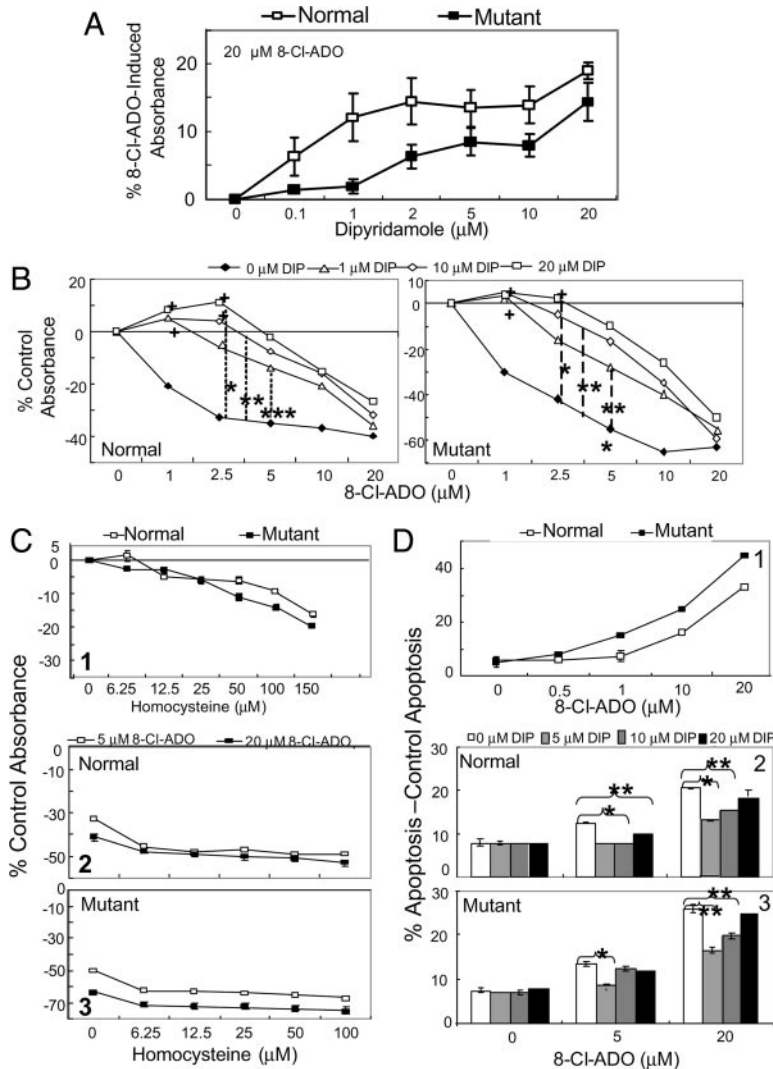 A
Normal Mutant
20 μM 8-Cl-ADO
% 8-Cl-ADO-Induced
Absorbance
20
10
0
0 0.1 1 2 5 10 20
Dipyridamole (μM)
B
0 μM DIP 1 μM DIP 10 μM DIP 20 μM DIP
% Control
Absorbance
20
0
-20
-40
+ + + +
* ** ***
Normal
0 1 2.5 5 10 20
0
-20
-40
-60
+ + +
* ** ** *
Mutant
0 1 2.5 5 10 20
8-Cl-ADO (μM)
C
Normal Mutant
% Control Absorbance
5
0
-10
-20
-30
1
0 6.25 12.5 25 50 100 150
Homocysteine (μM)
5 μM 8-Cl-ADO 20 μM 8-Cl-ADO
0
-10
-30
-50
Normal
2
0
-10
-30
-50
-70
Mutant
3
0 6.25 12.5 25 50 100
Homocysteine (μM)
D
Normal Mutant
% Apoptosis –Control Apoptosis
40
20
0
1
0 0.5 1 10 20
8-Cl-ADO (μM)
0 μM DIP 5 μM DIP 10 μM DIP 20 μM DIP
30
20
10
0
Normal
2
** * ** *
30
20
10
0
Mutant
3
* ** **
0 5 20
8-Cl-ADO (μM)